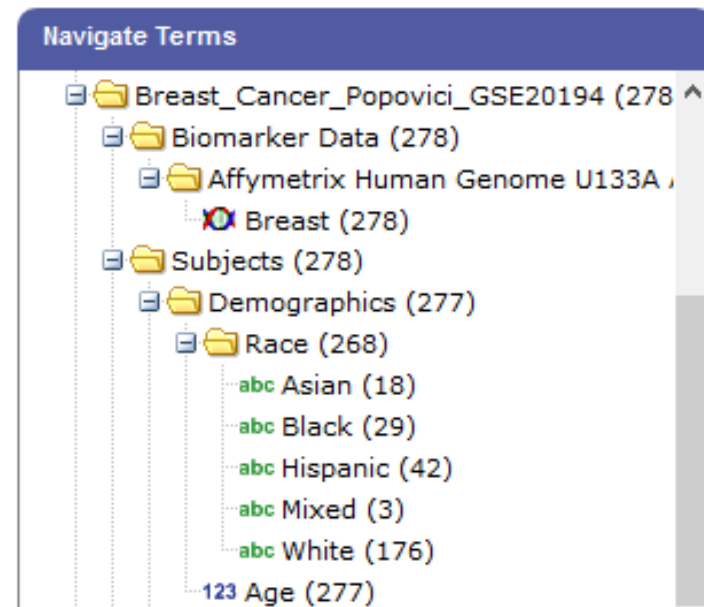 Navigate Terms
Breast_Cancer_Popovici_GSE20194 (278
Biomarker Data (278)
Affymetrix Human Genome U133A
Breast (278)
Subjects (278)
Demographics (277)
Race (268)
abc Asian (18)
abc Black (29)
abc Hispanic (42)
abc Mixed (3)
abc White (176)
123 Age (277)